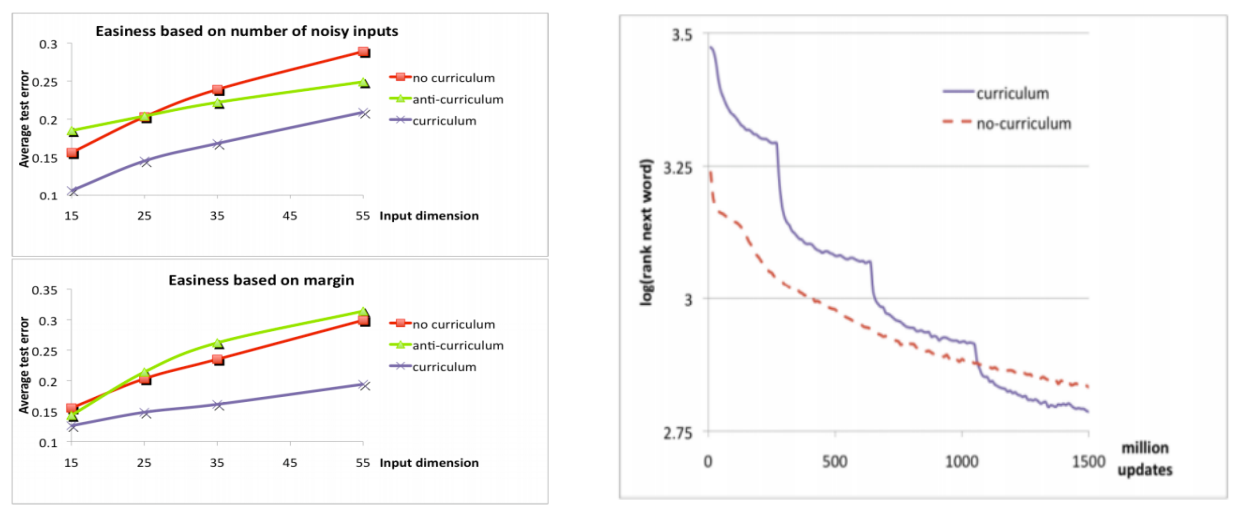 Easiness based on number of noisy inputs
Average test error
0.3
0.25
0.2
0.15
0.1
15 25 35 45 55 Input dimension
no curriculum
anti-curriculum
curriculum
Easiness based on margin
Average test error
0.35
0.3
0.25
0.2
0.15
0.1
15 25 35 45 55 Input dimension
no curriculum
anti-curriculum
curriculum
log(rank next word)
3.5
3.25
3
2.75
0 500 1000 1500
million
updates
curriculum
no-curriculum